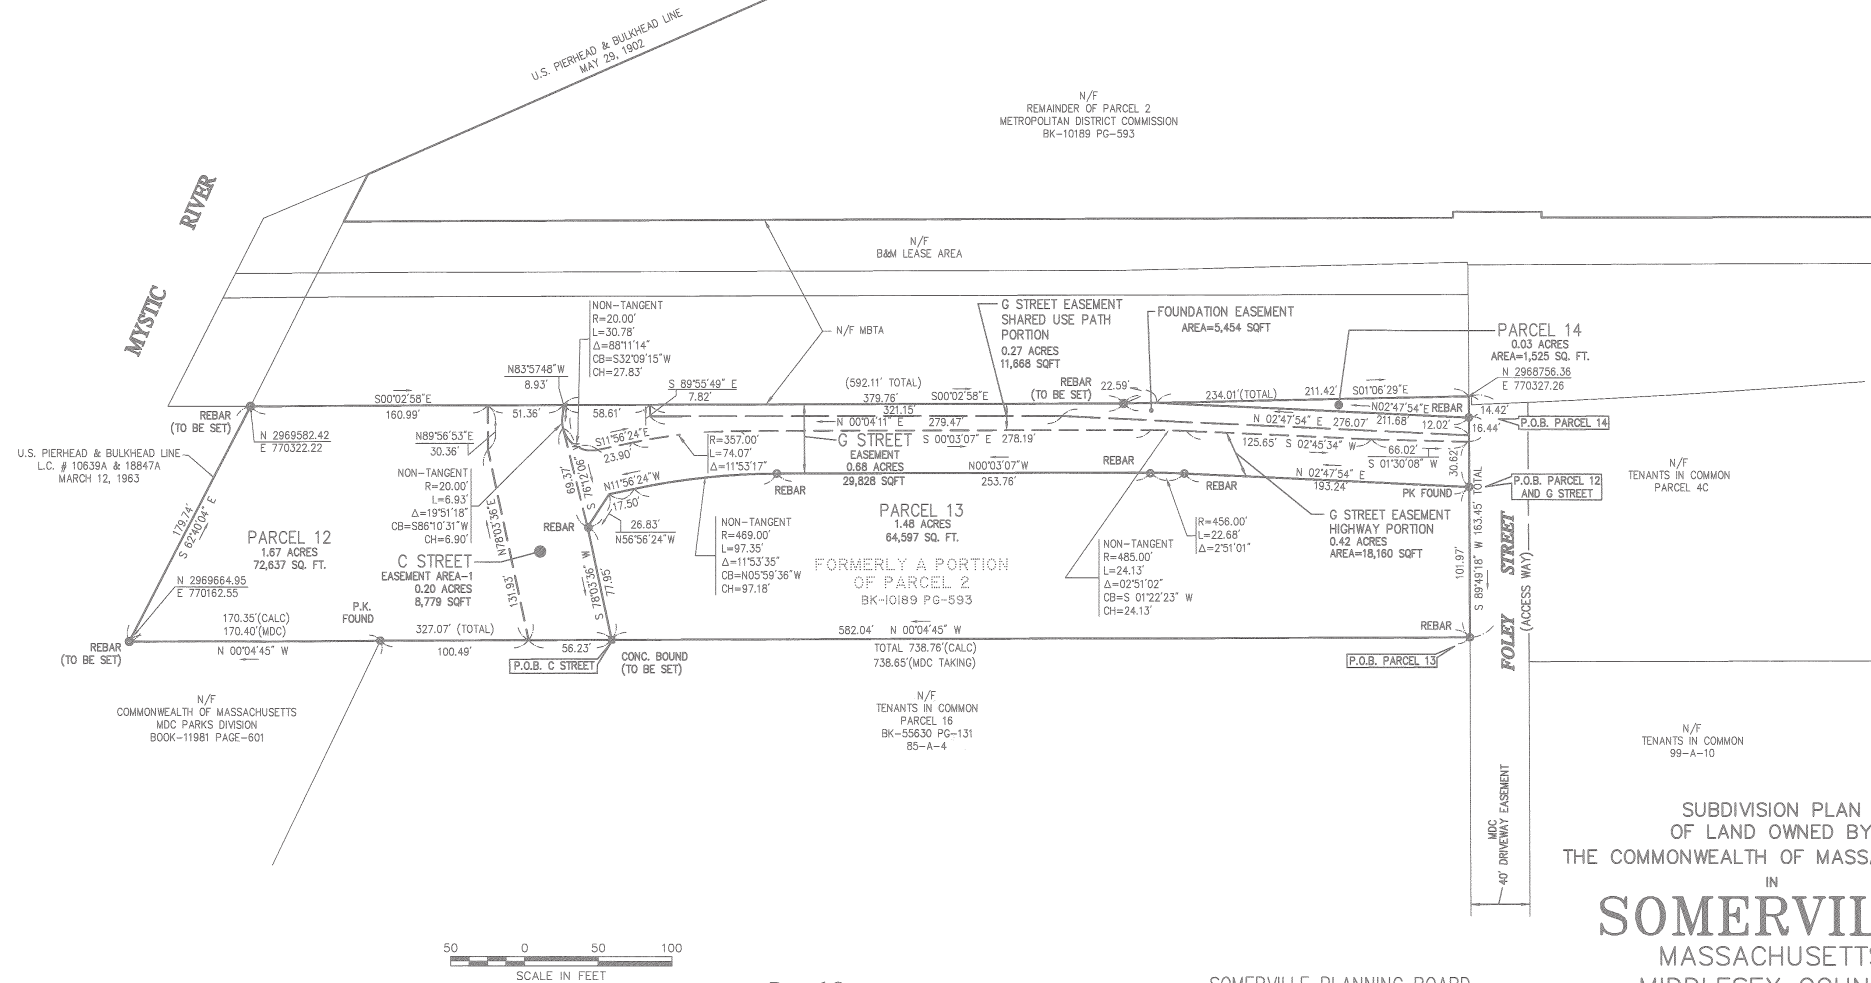 U.S. PIERHEAD & BULKHEAD LINE
MAY 29, 1902
N/F
REMAINDER OF PARCEL 2
METROPOLITAN DISTRICT COMMISSION
BK-10189 PG-593
MYSTIC RIVER
N/F
B&M LEASE AREA
NON-TANGENT
R=20.00'
L=30.78'
Δ=88°11'14"
CB=S32°09'15"W
CH=27.83'
N/F MBTA
G STREET EASEMENT
SHARED USE PATH
PORTION
0.27 ACRES
11,668 SQFT
FOUNDATION EASEMENT
AREA=5,454 SQFT
PARCEL 14
0.03 ACRES
AREA=1,525 SQ. FT.
N 2968756.36
E 770327.26
N83°57'48"W
8.93'
S 89°55'49" E
7.82'
(592.11' TOTAL)
379.76'
S00°02'58"E
321.15'
REBAR
(TO BE SET)
22.59'
234.01'(TOTAL)
211.42'
S01°06'29"E
N02°47'54"E
REBAR
14.42'
S00°02'58"E
160.99'
51.36'
58.61'
REBAR
(TO BE SET)
N 2969582.42
E 770322.22
N89°56'53"E
30.36'
S11°56'24"E
23.90'
R=357.00'
L=74.07'
Δ=11°53'17"
N 00°04'11" E
279.47'
G STREET
EASEMENT
0.68 ACRES
29,828 SQFT
S 00°03'07" E
278.19'
N 02°47'54" E
276.07'
211.68'
12.02'
16.44'
P.O.B. PARCEL 14
125.65'
S 02°45'34" W
66.02'
S 01°30'08" W
30.62'
U.S. PIERHEAD & BULKHEAD LINE
L.C. # 10639A & 18847A
MARCH 12, 1963
NON-TANGENT
R=20.00'
L=6.93'
Δ=19°51'18"
CB=S86°10'31"W
CH=6.90'
S 76°12'06" W
69.37'
N11°56'24"W
17.50'
REBAR
N00°03'07"W
253.76'
REBAR
REBAR
N 02°47'54" E
193.24'
PK FOUND
P.O.B. PARCEL 12
AND G STREET
N/F
TENANTS IN COMMON
PARCEL 4C
179.74'
S 62°40'04" E
PARCEL 12
1.67 ACRES
72,637 SQ. FT.
N78°03'36"E
131.93'
REBAR
26.83'
N56°56'24"W
NON-TANGENT
R=469.00'
L=97.35'
Δ=11°53'35"
CB=N05°59'36"W
CH=97.18'
PARCEL 13
1.48 ACRES
64,597 SQ. FT.
FORMERLY A PORTION
OF PARCEL 2
BK-10189 PG-593
NON-TANGENT
R=485.00'
L=24.13'
Δ=02°51'02"
CB=S 01°22'23" W
CH=24.13'
R=456.00'
L=22.68'
Δ=2°51'01"
G STREET EASEMENT
HIGHWAY PORTION
0.42 ACRES
AREA=18,160 SQFT
101.97'
S 89°49'18" W 163.45' TOTAL
FOLEY STREET
(ACCESS WAY)
C STREET
EASEMENT AREA-1
0.20 ACRES
8,779 SQFT
S 78°03'36" W
77.95'
N 2969664.95
E 770162.55
170.35'(CALC)
170.40'(MDC)
N 00°04'45" W
P.K.
FOUND
327.07' (TOTAL)
100.49'
56.23'
REBAR
(TO BE SET)
P.O.B. C STREET
CONC. BOUND
(TO BE SET)
582.04'
N 00°04'45" W
TOTAL 738.76'(CALC)
738.65'(MDC TAKING)
REBAR
P.O.B. PARCEL 13
N/F
COMMONWEALTH OF MASSACHUSETTS
MDC PARKS DIVISION
BOOK-11981 PAGE-601
N/F
TENANTS IN COMMON
PARCEL 16
BK-55630 PG-131
85-A-4
N/F
TENANTS IN COMMON
99-A-10
MDC
40' DRIVEWAY EASEMENT
SUBDIVISION PLAN
OF LAND OWNED BY
THE COMMONWEALTH OF MASSA
IN
SOMERVIL
MASSACHUSETTS
50 0 50 100
SCALE IN FEET
SOMERVILLE PLANNING BOARD